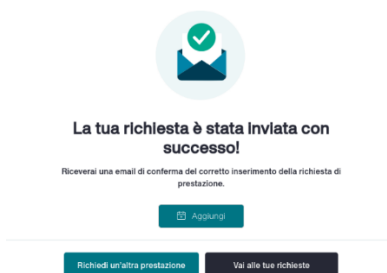 La tua richiesta è stata inviata con
successo!
Riceverai una email di conferma del corretto inserimento della richiesta di
prestazione.
Aggiungi
Richiedi un'altra prestazione
Vai alle tue richieste